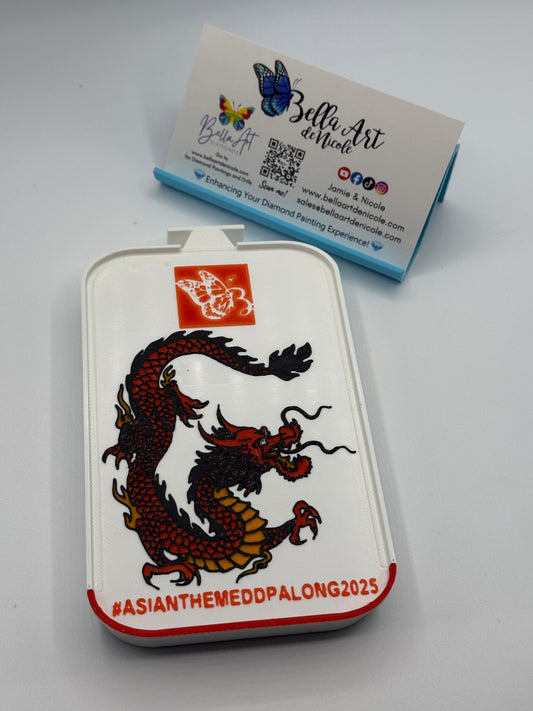 Bella Art
de Nicole
Bella Art
DIAMONDS
Go to
www.bellaartdenicole.com
for Diamond Paintings and Drills
Scan me!
Jamie & Nicole
www.bellaartdenicole.com
sales@bellaartdenicole.com
Enhancing Your Diamond Painting Experience!
B
#ASIANTHEMEDDPALONG2025